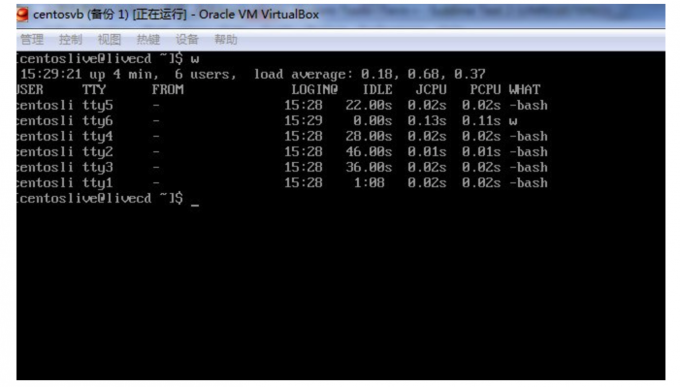 centosvb (备份 1) [正在运行] - Oracle VM VirtualBox
管理 控制 视图 热键 设备 帮助
[centoslive@livecd ~]$ w
15:29:21 up 4 min, 6 users, load average: 0.18, 0.68, 0.37
USER TTY FROM LOGIN@ IDLE JCPU PCPU WHAT
centosli tty5 - 15:28 22.00s 0.02s 0.02s -bash
centosli tty6 - 15:29 0.00s 0.13s 0.11s w
centosli tty4 - 15:28 28.00s 0.02s 0.02s -bash
centosli tty2 - 15:28 46.00s 0.01s 0.01s -bash
centosli tty3 - 15:28 36.00s 0.02s 0.02s -bash
centosli tty1 - 15:28 1:08 0.02s 0.02s -bash
[centoslive@livecd ~]$ _